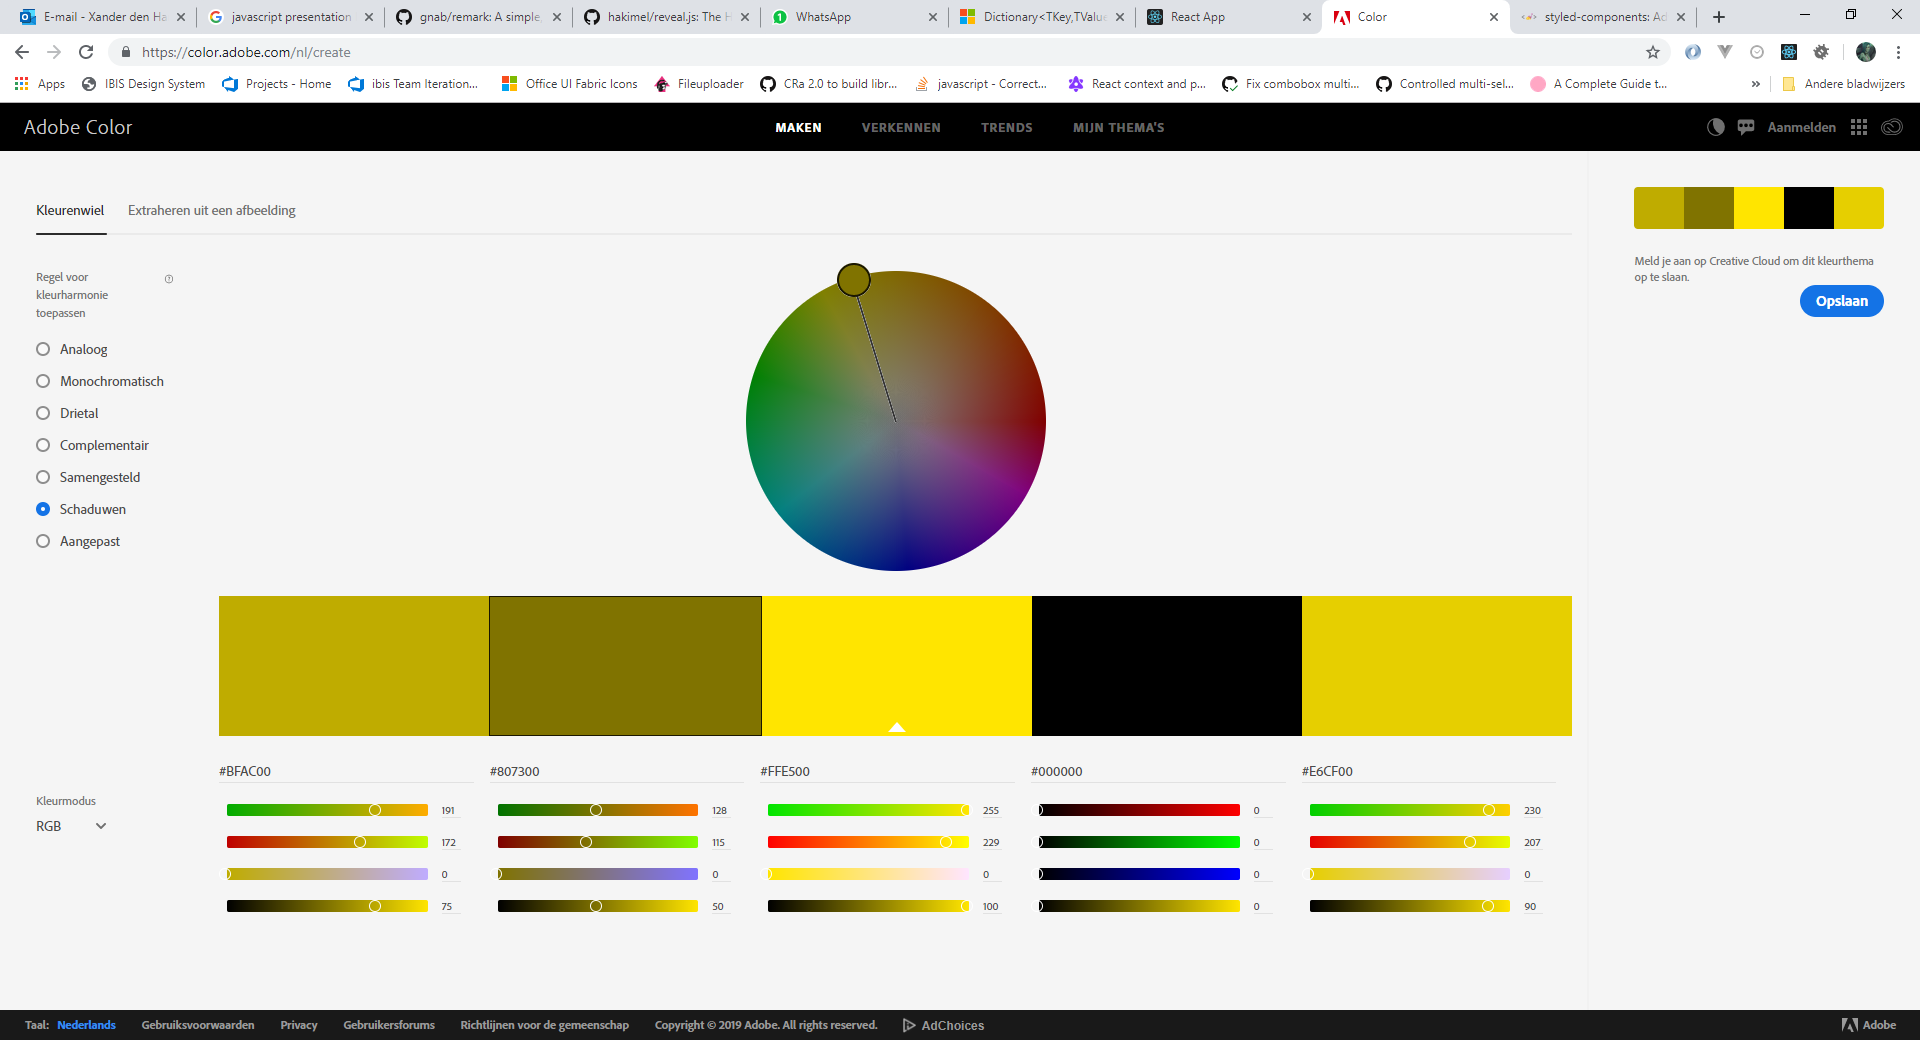 E-mail - Xander den Ha
javascript presentation
gnab/remark: A simple,
hakimel/reveal.js: The H
WhatsApp
Dictionary<TKey,TValue
React App
Color
styled-components: Ad
https://color.adobe.com/nl/create
Apps
IBIS Design System
Projects - Home
ibis Team Iteration...
Office UI Fabric Icons
Fileuploader
CRa 2.0 to build libr...
javascript - Correct...
React context and p...
Fix combobox multi...
Controlled multi-sel...
A Complete Guide t...
»
Andere bladwijzers
Adobe Color
MAKEN
VERKENNEN
TRENDS
MIJN THEMA'S
Aanmelden
Kleurenwiel
Extraheren uit een afbeelding
Meld je aan op Creative Cloud om dit kleurthema
op te slaan.
Opslaan
Regel voor
kleurharmonie
toepassen
Analoog
Monochromatisch
Drietal
Complementair
Samengesteld
Schaduwen
Aangepast
#BFAC00
#807300
#FFE500
#000000
#E6CF00
Kleurmodus
RGB
191
128
255
0
230
172
115
229
0
207
0
0
0
0
0
75
50
100
0
90
Taal: Nederlands
Gebruiksvoorwaarden
Privacy
Gebruikersforums
Richtlijnen voor de gemeenschap
Copyright © 2019 Adobe. All rights reserved.
AdChoices
Adobe